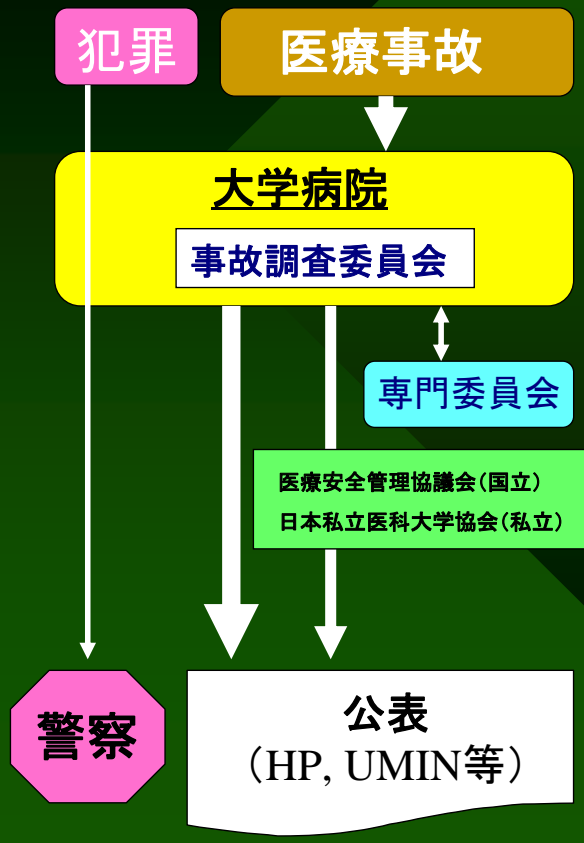 犯罪
医療事故
大学病院
事故調査委員会
専門委員会
医療安全管理協議会(国立)
日本私立医科大学協会(私立)
警察
公表
（HP, UMIN等）